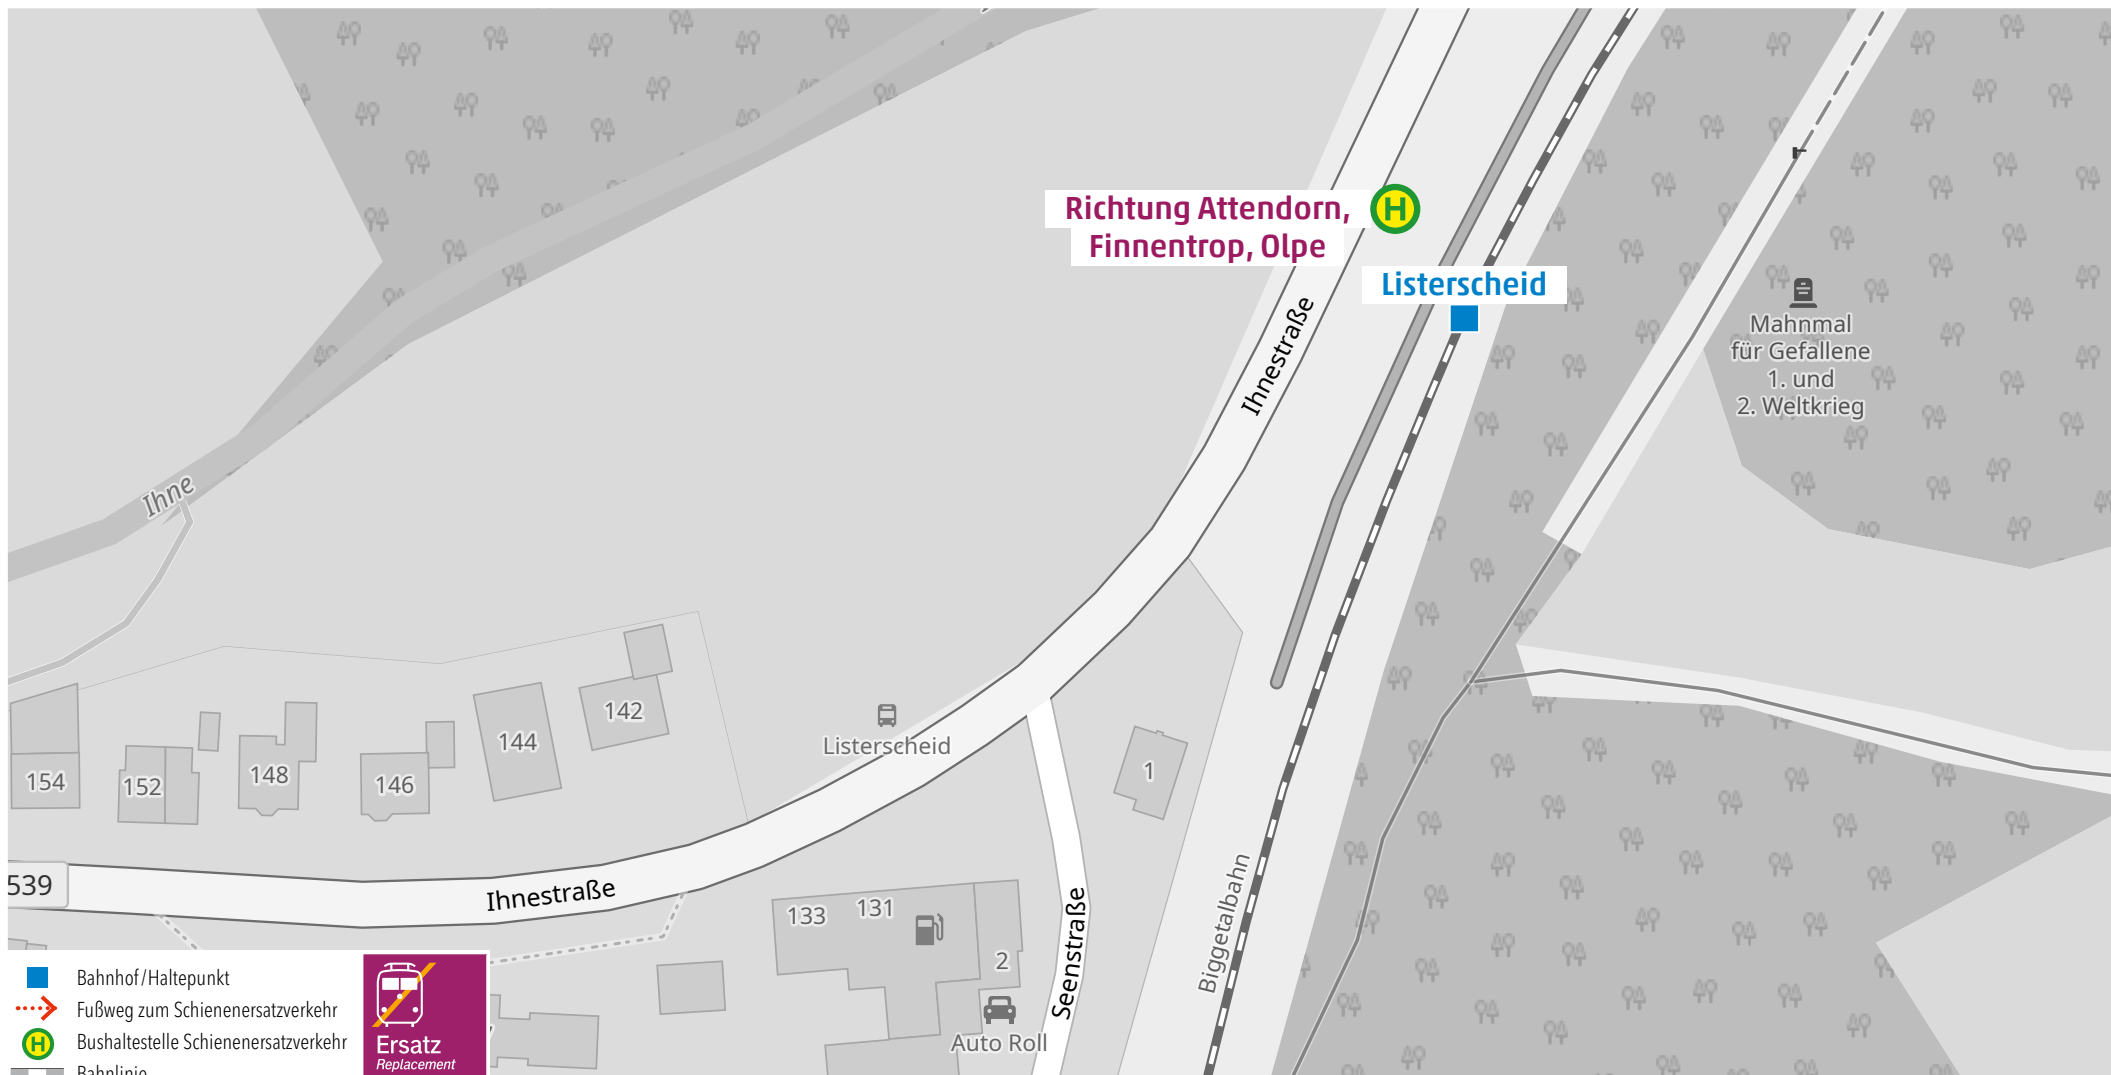 Richtung Attendorn,
Finnentrop, Olpe
H
Listerscheid
Ihnestraße
Mahnmal
für Gefallene
1. und
2. Weltkrieg
Ihne
142
144
Listerscheid
154
152
148
146
1
539
Ihnestraße
133
131
2
Seenstraße
Biggetalbahn
Auto Roll
Bahnhof/Haltepunkt
Fußweg zum Schienenersatzverkehr
H
Bushaltestelle Schienenersatzverkehr
Bahnlinie
Ersatz
Replacement